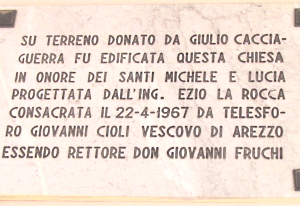 SU TERRENO DONATO DA GIULIO CACCIA-
GUERRA FU EDIFICATA QUESTA CHIESA
IN ONORE DEI SANTI MICHELE E LUCIA
PROGETTATA DALL'ING. EZIO LA ROCCA
CONSACRATA IL 22-4-1967 DA TELESFO-
RO GIOVANNI CIOLI VESCOVO DI AREZZO
ESSENDO RETTORE DON GIOVANNI FRUCHI